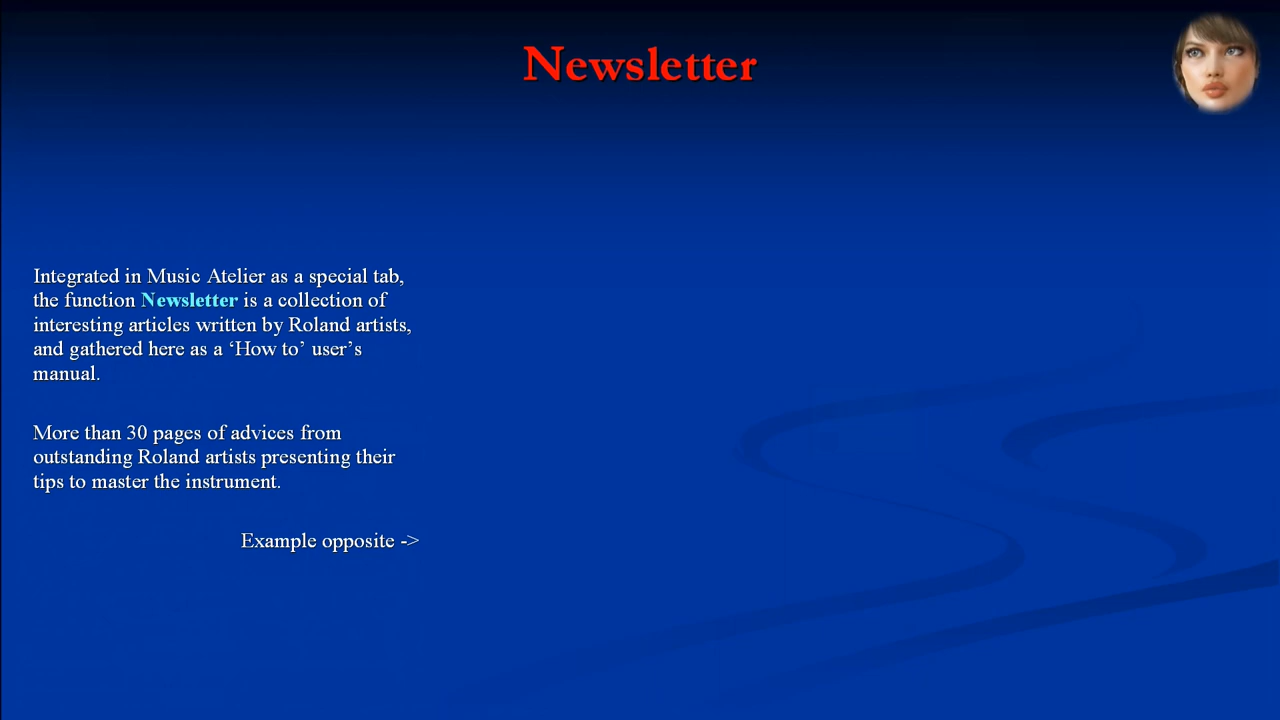 Newsletter
Integrated in Music Atelier as a special tab,
the function Newsletter is a collection of
interesting articles written by Roland artists,
and gathered here as a ‘How to’ user’s
manual.
More than 30 pages of advices from
outstanding Roland artists presenting their
tips to master the instrument.
Example opposite ->